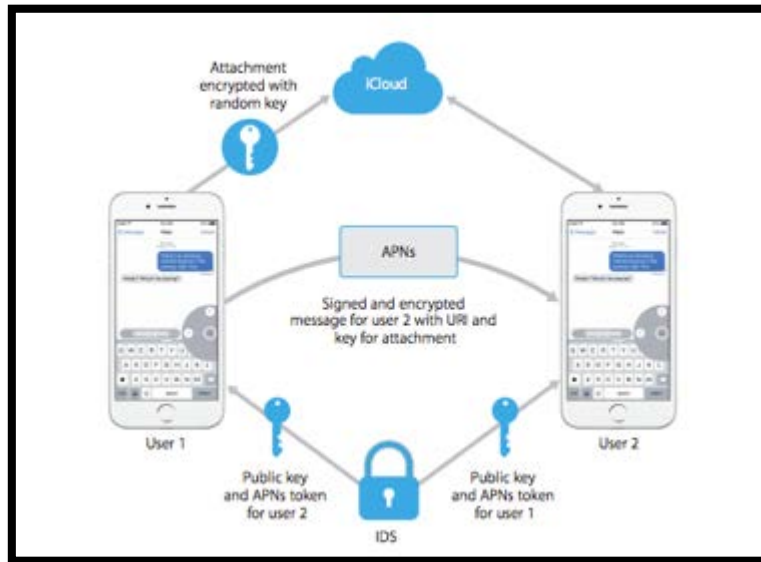 Attachment
encrypted with
random key
iCloud
APNs
Signed and encrypted
message for user 2 with URI and
key for attachment
User 1
User 2
Public key
and APNs token
for user 2
Public key
and APNs token
for user 1
IDS